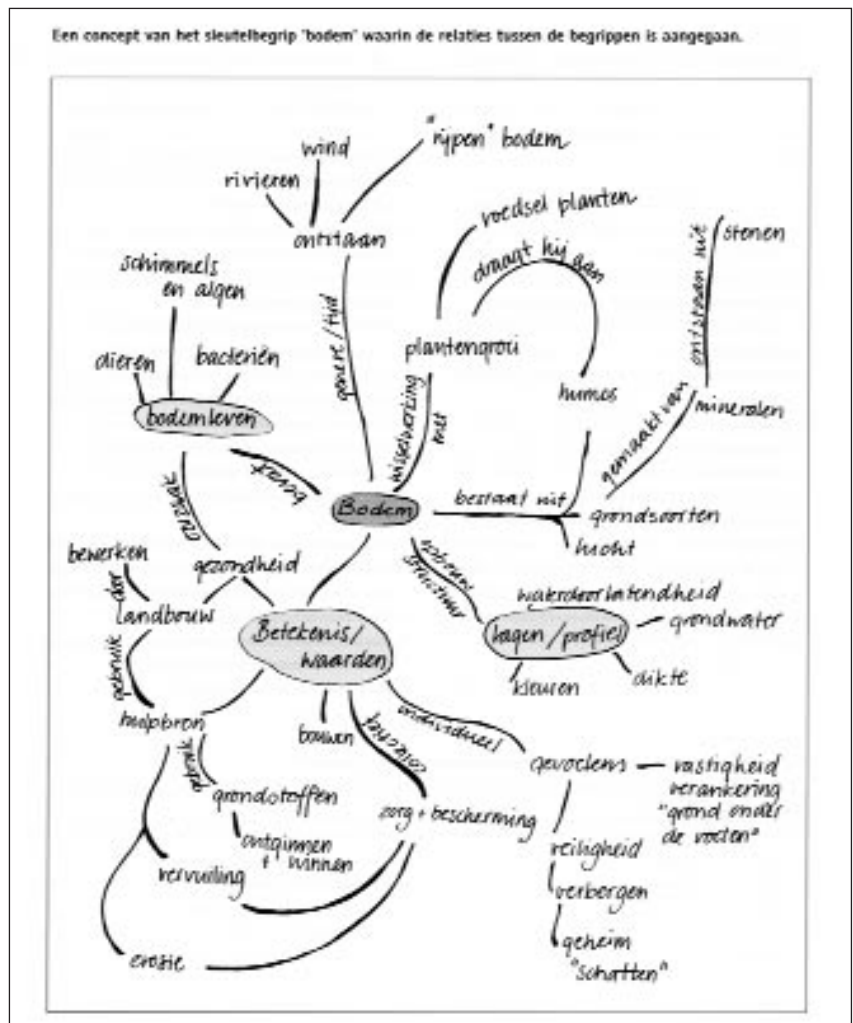 Een concept van het sleutelbegrip "bodem" waarin de relaties tussen de begrippen is aangegaan.
"rijpen" bodem
wind
rivieren
ontstaan
voedsel planten
stenen
draagt bij aan
ontstaan uit
schimmels
en algen
genese/tijd
plantengroei
dieren
bacteriën
humus
mineralen
bodemleven
wisselwerking
met
gemaakt van
bevat
Bodem
bestaat uit
grondsoorten
lucht
bewerken
gezondheid
opbouw
structuur
waterdoorlatendheid
door
landbouw
Betekenis/
waarden
lagen/profiel
grondwater
gebruik
kleuren
dikte
hulpbron
bouwen
individueel
gebruik
gevoelens
vastigheid
verankering
"grond onder
de voeten"
grondstoffen
zorg + bescherming
ontginnen
+ winnen
veiligheid
vervuiling
verbergen
geheim
"schatten"
erosie